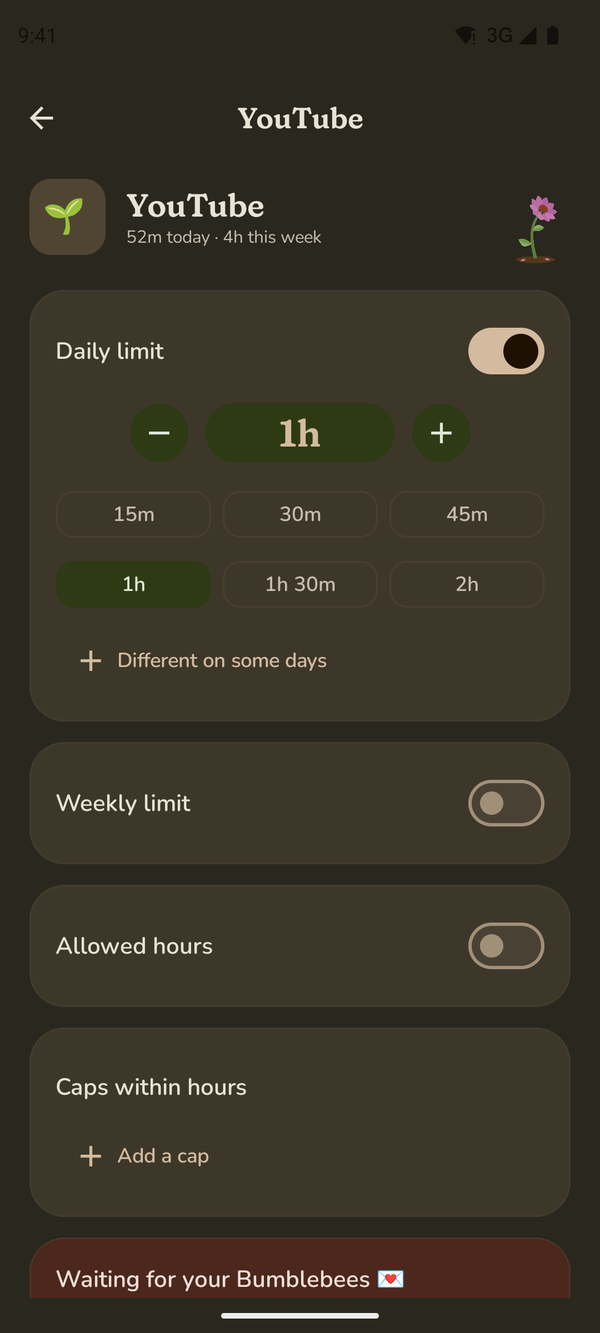 9:41
3G
YouTube
YouTube
52m today · 4h this week
Daily limit
1h
15m
30m
45m
1h
1h 30m
2h
Different on some days
Weekly limit
Allowed hours
Caps within hours
Add a cap
Waiting for your Bumblebees 💌